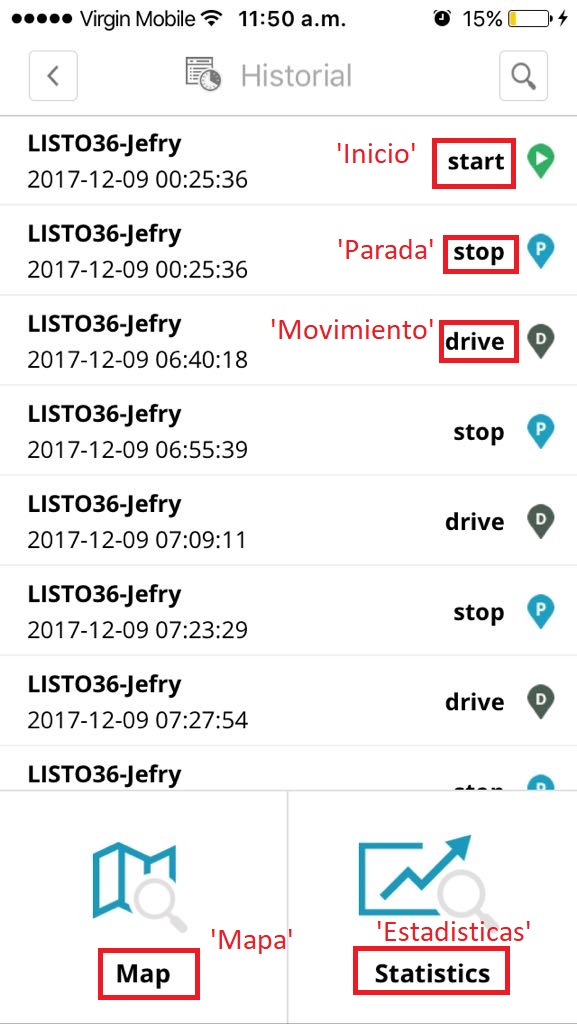 Virgin Mobile 11:50 a.m. 15%
Historial
LISTO36-Jefry
2017-12-09 00:25:36
'Inicio' start
LISTO36-Jefry
2017-12-09 00:25:36
'Parada' stop P
LISTO36-Jefry
2017-12-09 06:40:18
'Movimiento' drive D
LISTO36-Jefry
2017-12-09 06:55:39
stop P
LISTO36-Jefry
2017-12-09 07:09:11
drive D
LISTO36-Jefry
2017-12-09 07:23:29
stop P
LISTO36-Jefry
2017-12-09 07:27:54
drive D
LISTO36-Jefry
stop P
'Mapa'
Map
'Estadisticas'
Statistics